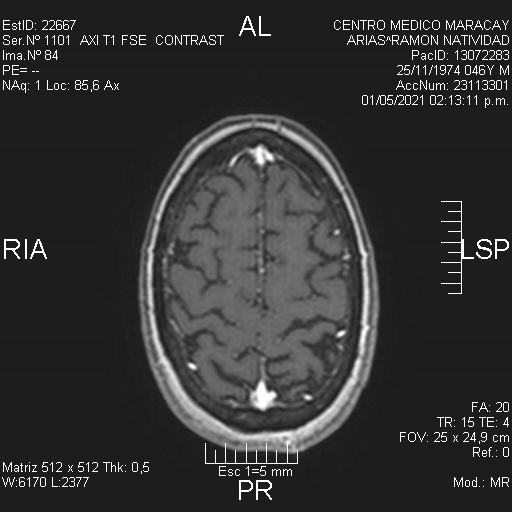 EstID: 22667
Ser.Nº 1101 AXI T1 FSE CONTRAST
Ima.Nº 84
PE= --
NAq: 1 Loc: 85,6 Ax
AL
CENTRO MEDICO MARACAY
ARIAS^RAMON NATIVIDAD
PacID: 13072283
25/11/1974 046Y M
AccNum: 23113301
01/05/2021 02:13:11 p.m.
RIA
LSP
FA: 20
TR: 15 TE: 4
FOV: 25 x 24,9 cm
Ref.: 0
Matriz 512 x 512 Thk: 0,5
W:6170 L:2377
Esc 1=5 mm
PR
Mod.: MR